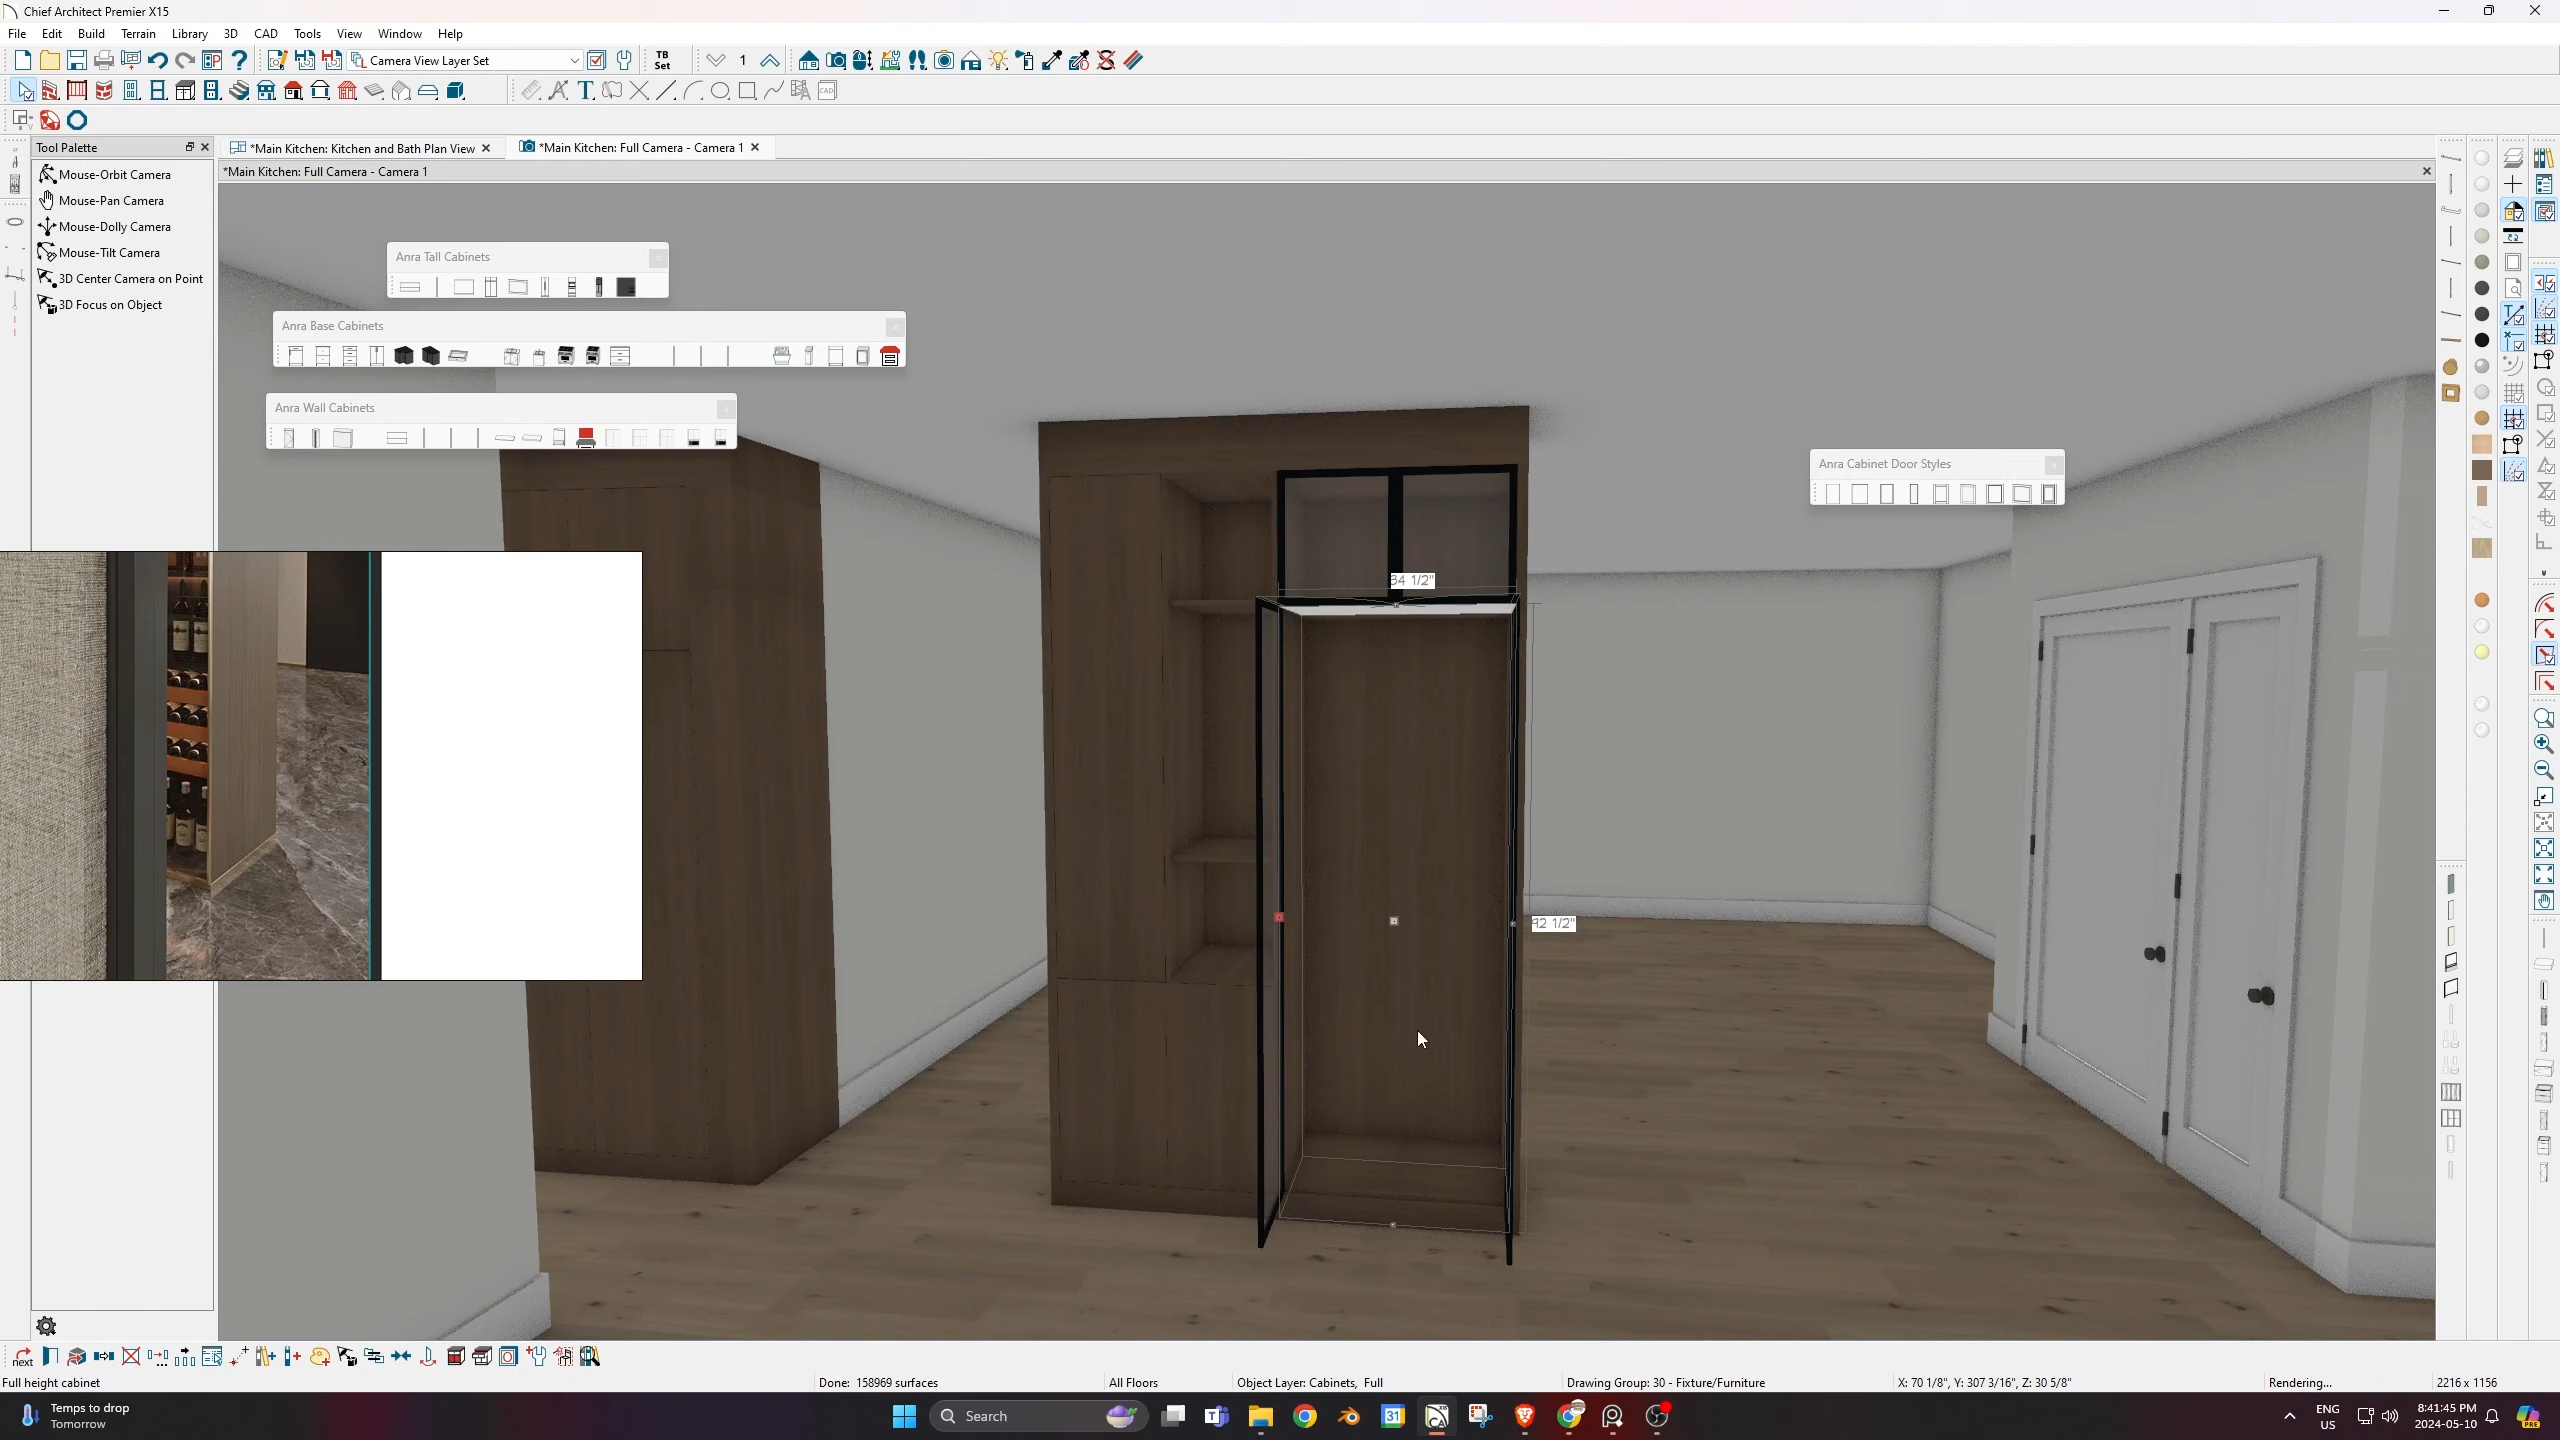 Chief Architect Premier X15
File Edit Build Terrain Library 3D CAD Tools View Window Help
Camera View Layer Set
TB Set
1
CAD
Tool Palette
*Main Kitchen: Kitchen and Bath Plan View
*Main Kitchen: Full Camera - Camera 1
*Main Kitchen: Full Camera - Camera 1
Mouse-Orbit Camera
Mouse-Pan Camera
Mouse-Dolly Camera
Mouse-Tilt Camera
3D Center Camera on Point
3D Focus on Object
Anra Tall Cabinets
Anra Base Cabinets
Anra Wall Cabinets
Anra Cabinet Door Styles
34 1/2"
92 1/2"
next
Full height cabinet
Done: 158969 surfaces
All Floors
Object Layer: Cabinets, Full
Drawing Group: 30 - Fixture/Furniture
X: 70 1/8", Y: 307 3/16", Z: 30 5/8"
Rendering...
2216 x 1156
Temps to drop
Tomorrow
Search
31
ENG
US
8:41:45 PM
2024-05-10
PRE